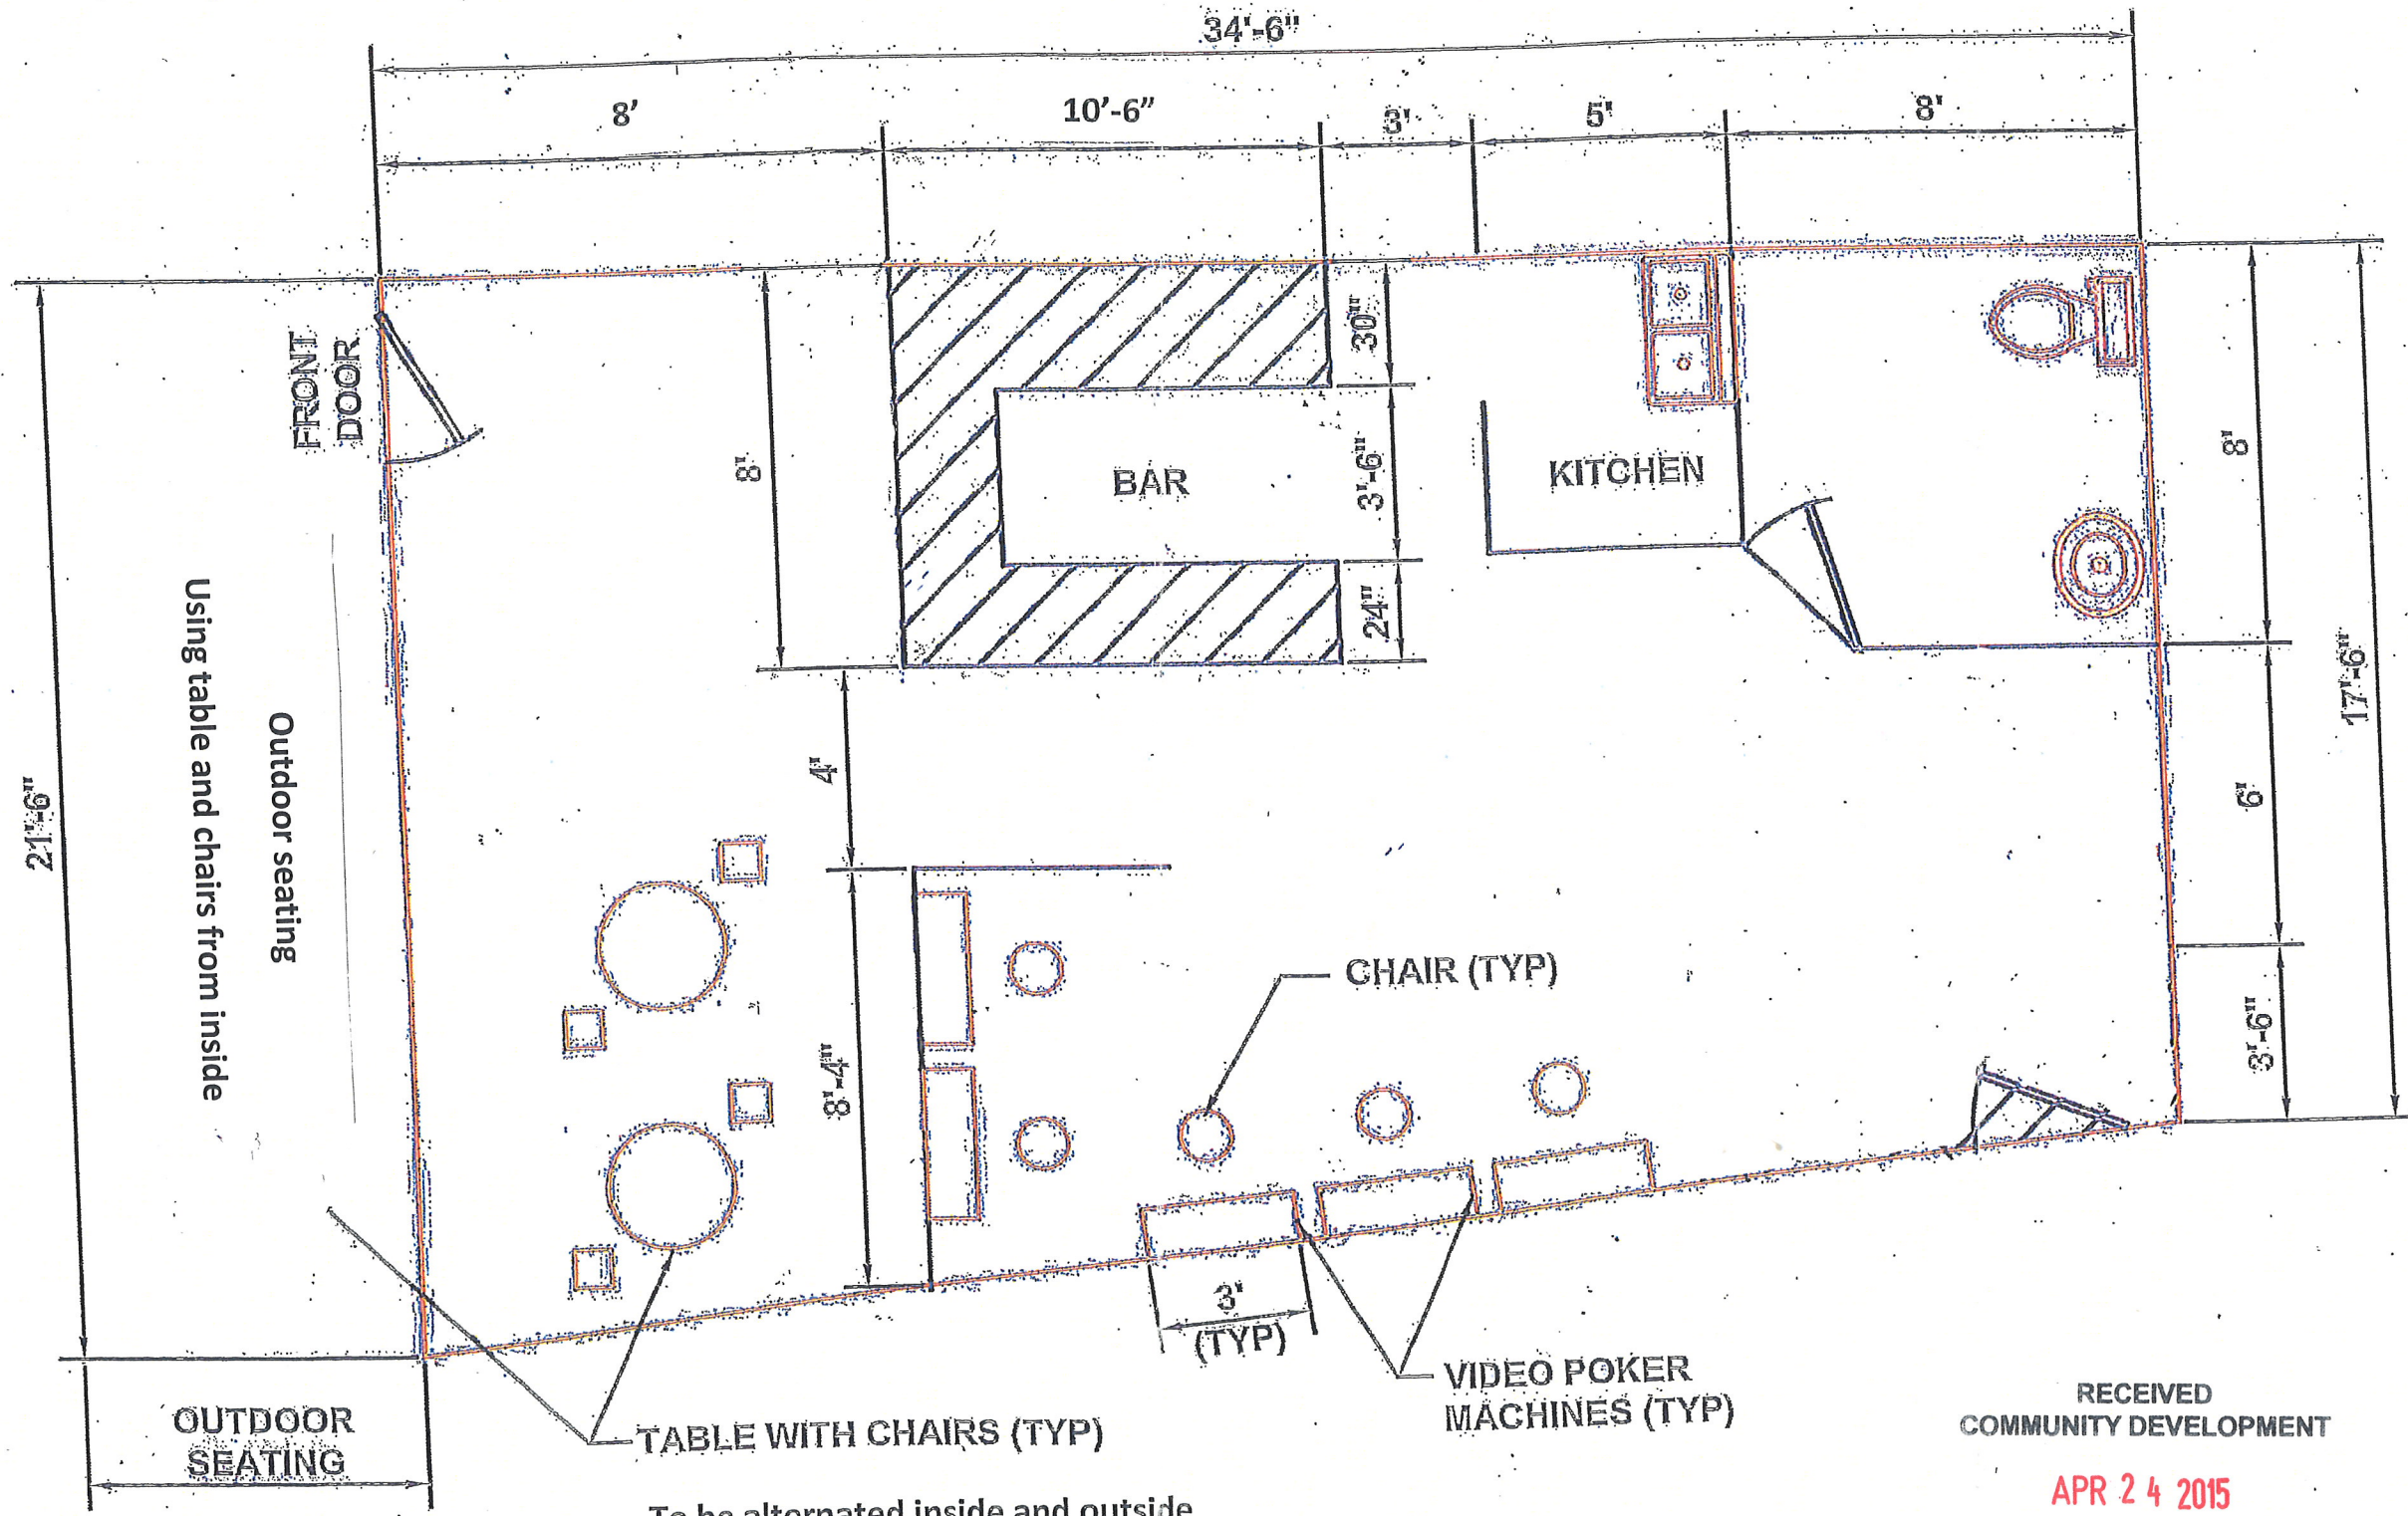 34'-6"
8'
10'-6"
3'
5'
8'
FRONT
DOOR
8'
30"
3'-6"
24"
BAR
KITCHEN
8'
17'-6"
21'-6"
Using table and chairs from inside
Outdoor seating
4'
6'
8'-4"
CHAIR (TYP)
3'-6"
3'
(TYP)
VIDEO POKER
MACHINES (TYP)
OUTDOOR
SEATING
TABLE WITH CHAIRS (TYP)
To be alternated inside and outside
RECEIVED
COMMUNITY DEVELOPMENT
APR 24 2015